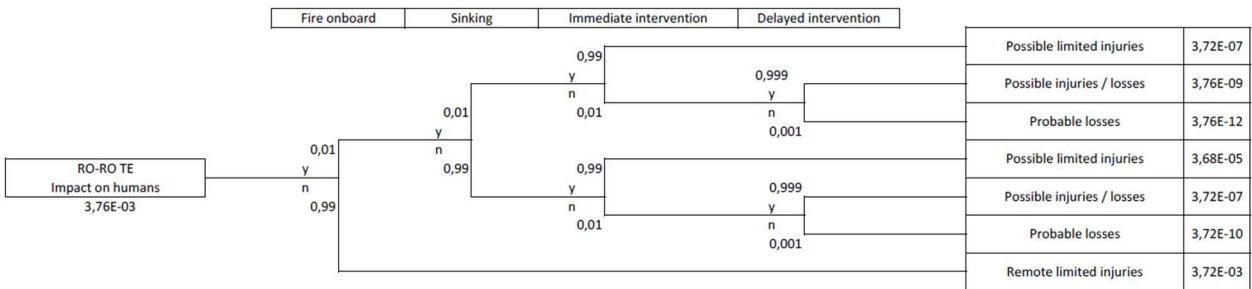 Fire onboard Sinking Immediate intervention Delayed intervention
Possible limited injuries 3,72E-07
0,99
y
n
0,01
0,999
y
n
0,001
Possible injuries / losses 3,76E-09
Probable losses 3,76E-12
0,01
y
n
0,99
Possible limited injuries 3,68E-05
0,01
y
n
0,99
RO-RO TE
Impact on humans
3,76E-03
0,99
y
n
0,01
0,999
y
n
0,001
Possible injuries / losses 3,72E-07
Probable losses 3,72E-10
Remote limited injuries 3,72E-03